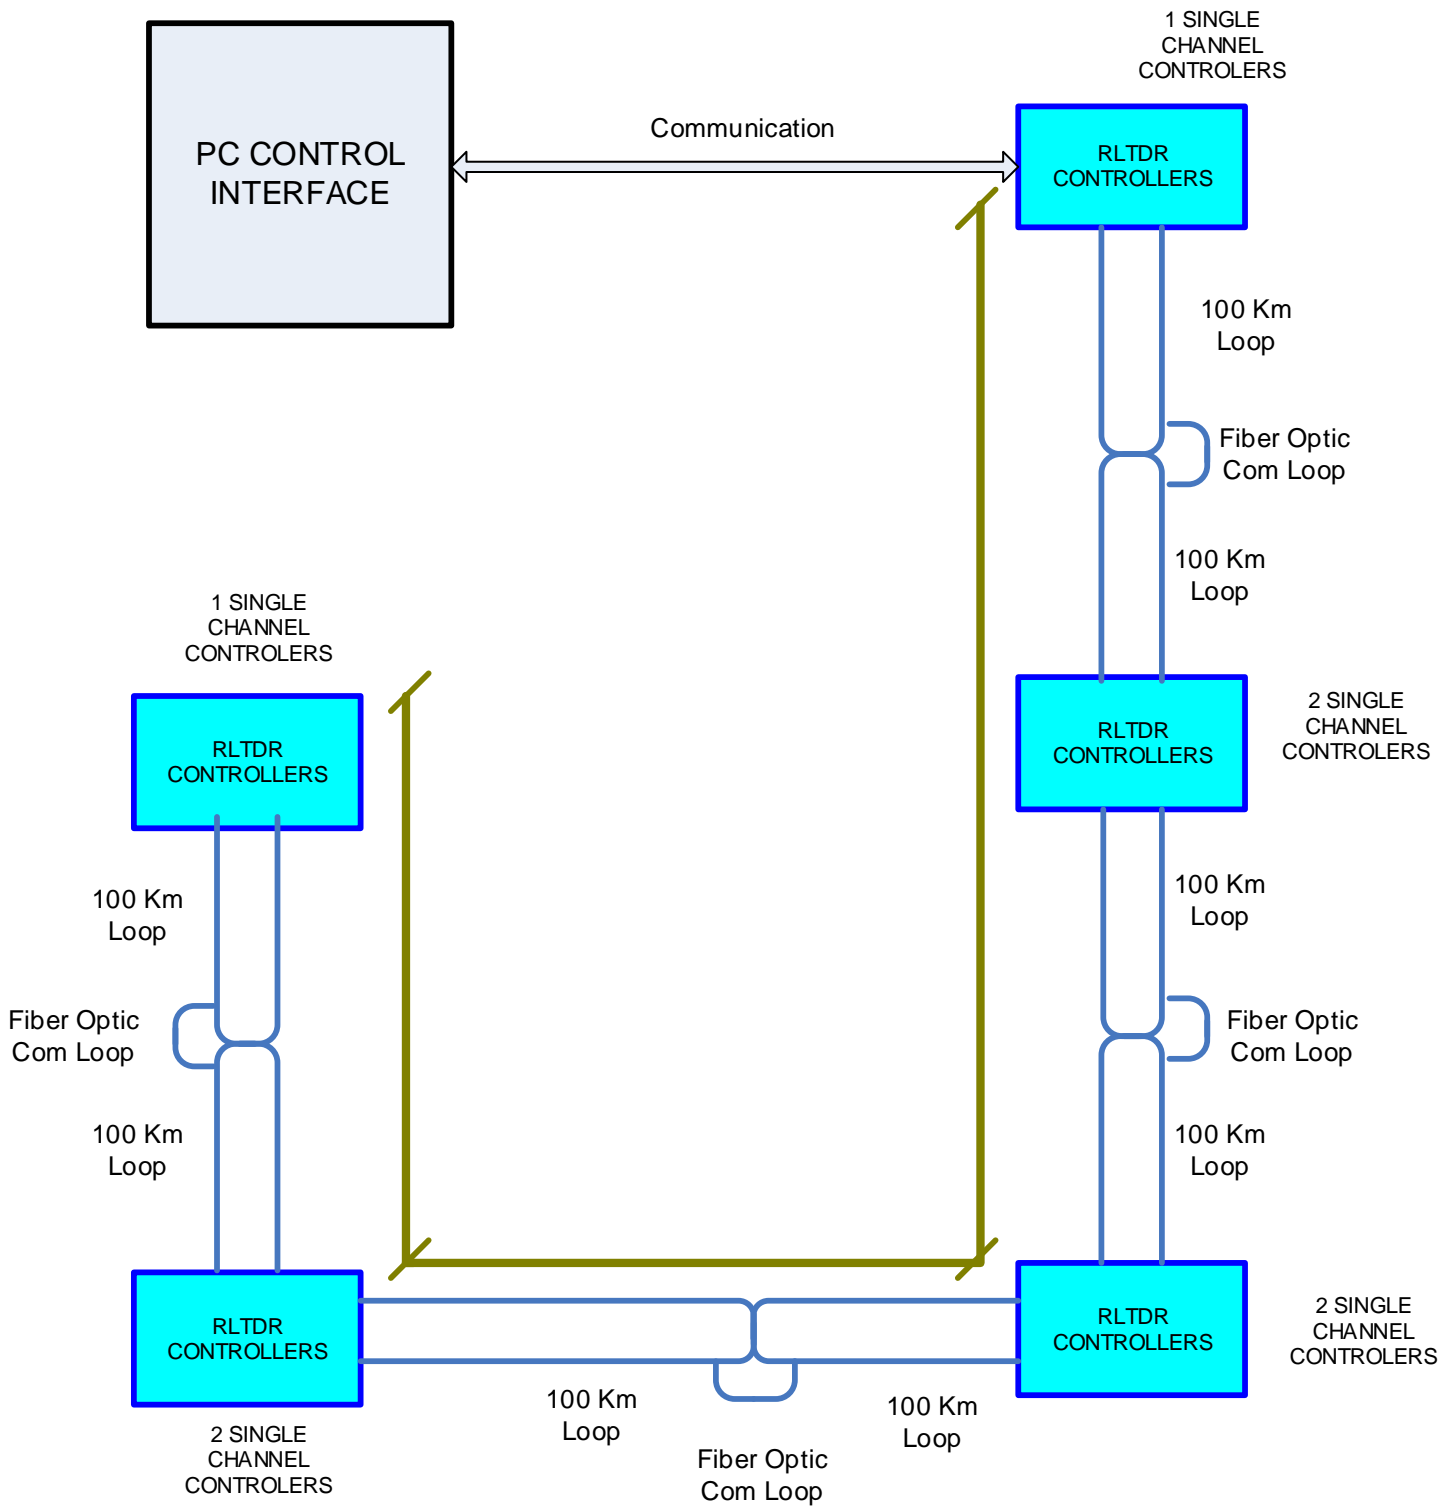 1 SINGLE
CHANNEL
CONTROLERS
PC CONTROL
INTERFACE
Communication
RLTDR
CONTROLLERS
100 Km
Loop
Fiber Optic
Com Loop
100 Km
Loop
1 SINGLE
CHANNEL
CONTROLERS
RLTDR
CONTROLLERS
2 SINGLE
CHANNEL
CONTROLERS
RLTDR
CONTROLLERS
100 Km
Loop
100 Km
Loop
Fiber Optic
Com Loop
Fiber Optic
Com Loop
100 Km
Loop
100 Km
Loop
RLTDR
CONTROLLERS
RLTDR
CONTROLLERS
2 SINGLE
CHANNEL
CONTROLERS
100 Km
Loop
100 Km
Loop
2 SINGLE
CHANNEL
CONTROLERS
Fiber Optic
Com Loop